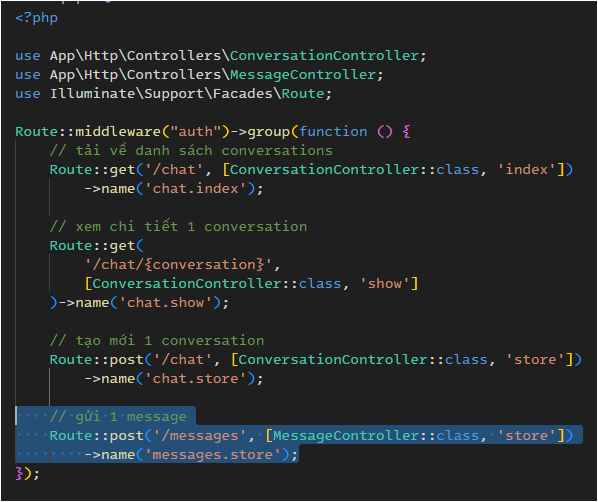 <?php
use App\Http\Controllers\ConversationController;
use App\Http\Controllers\MessageController;
use Illuminate\Support\Facades\Route;
Route::middleware("auth")->group(function () {
// tải về danh sách conversations
Route::get('/chat', [ConversationController::class, 'index'])
->name('chat.index');
// xem chi tiết 1 conversation
Route::get(
'/chat/{conversation}',
[ConversationController::class, 'show']
)->name('chat.show');
// tạo mới 1 conversation
Route::post('/chat', [ConversationController::class, 'store'])
->name('chat.store');
// gửi 1 message
Route::post('/messages', [MessageController::class, 'store'])
->name('messages.store');
});